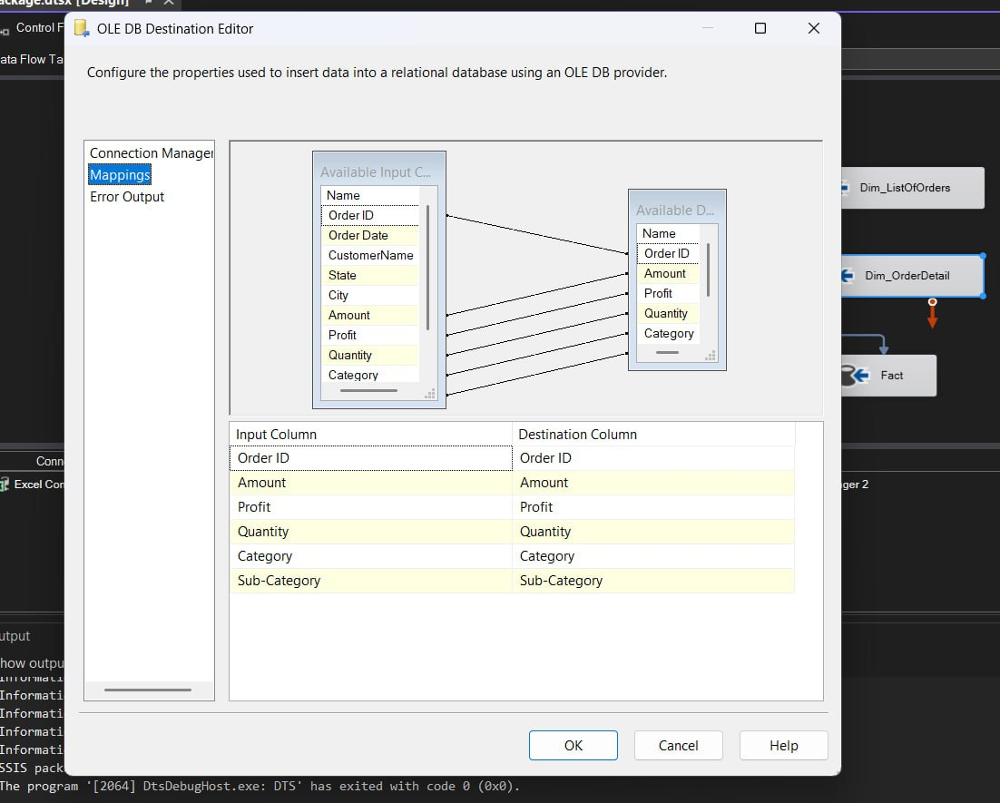 ackage.dtsx [Design]
OLE DB Destination Editor
Control F
ata Flow Ta
Configure the properties used to insert data into a relational database using an OLE DB provider.
Connection Manager
Mappings
Error Output
Available Input C...
Name
Order ID
Order Date
CustomerName
State
City
Amount
Profit
Quantity
Category
Available D...
Name
Order ID
Amount
Profit
Quantity
Category
Dim_ListOfOrders
Dim_OrderDetail
Fact
Input Column Destination Column
Order ID Order ID
Amount Amount
Profit Profit
Quantity Quantity
Category Category
Sub-Category Sub-Category
Conn
Excel Con
ger 2
utput
how outpu
Informati
Informati
Informati
Informati
Informati
SSIS pack
OK Cancel Help
The program '[2064] DtsDebugHost.exe: DTS' has exited with code 0 (0x0).